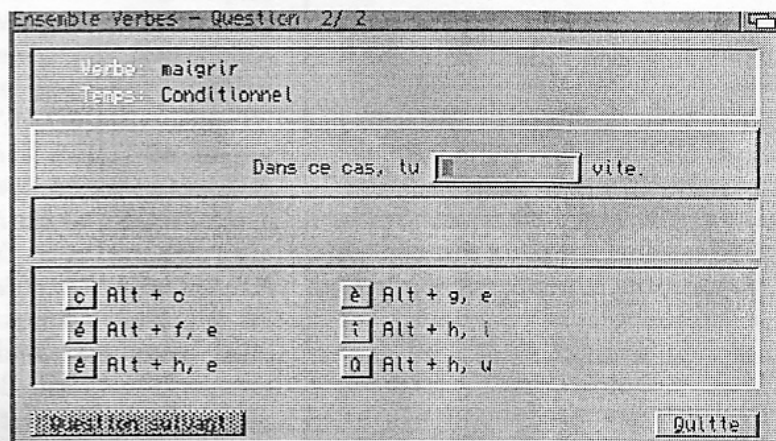 Ensemble Verbes - Question 2/ 2
Verbe: maigrir
Temps: Conditionnel
Dans ce cas, tu vite.
c Alt + c è Alt + g, e
é Alt + f, e î Alt + h, i
ê Alt + h, e û Alt + h, u
Question suivant Quitte